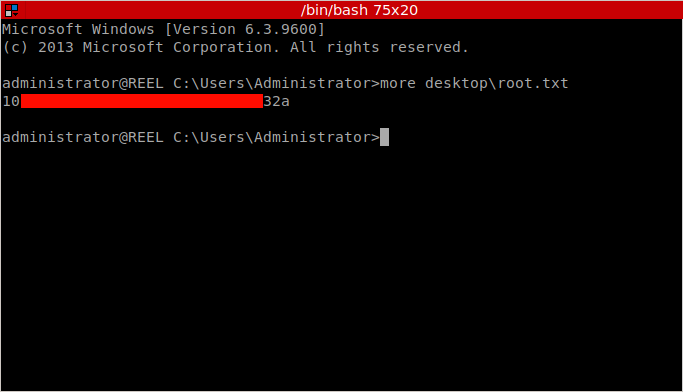 /bin/bash 75x20
Microsoft Windows [Version 6.3.9600]
(c) 2013 Microsoft Corporation. All rights reserved.
administrator@REEL C:\Users\Administrator>more desktop\root.txt
10 32a
administrator@REEL C:\Users\Administrator>